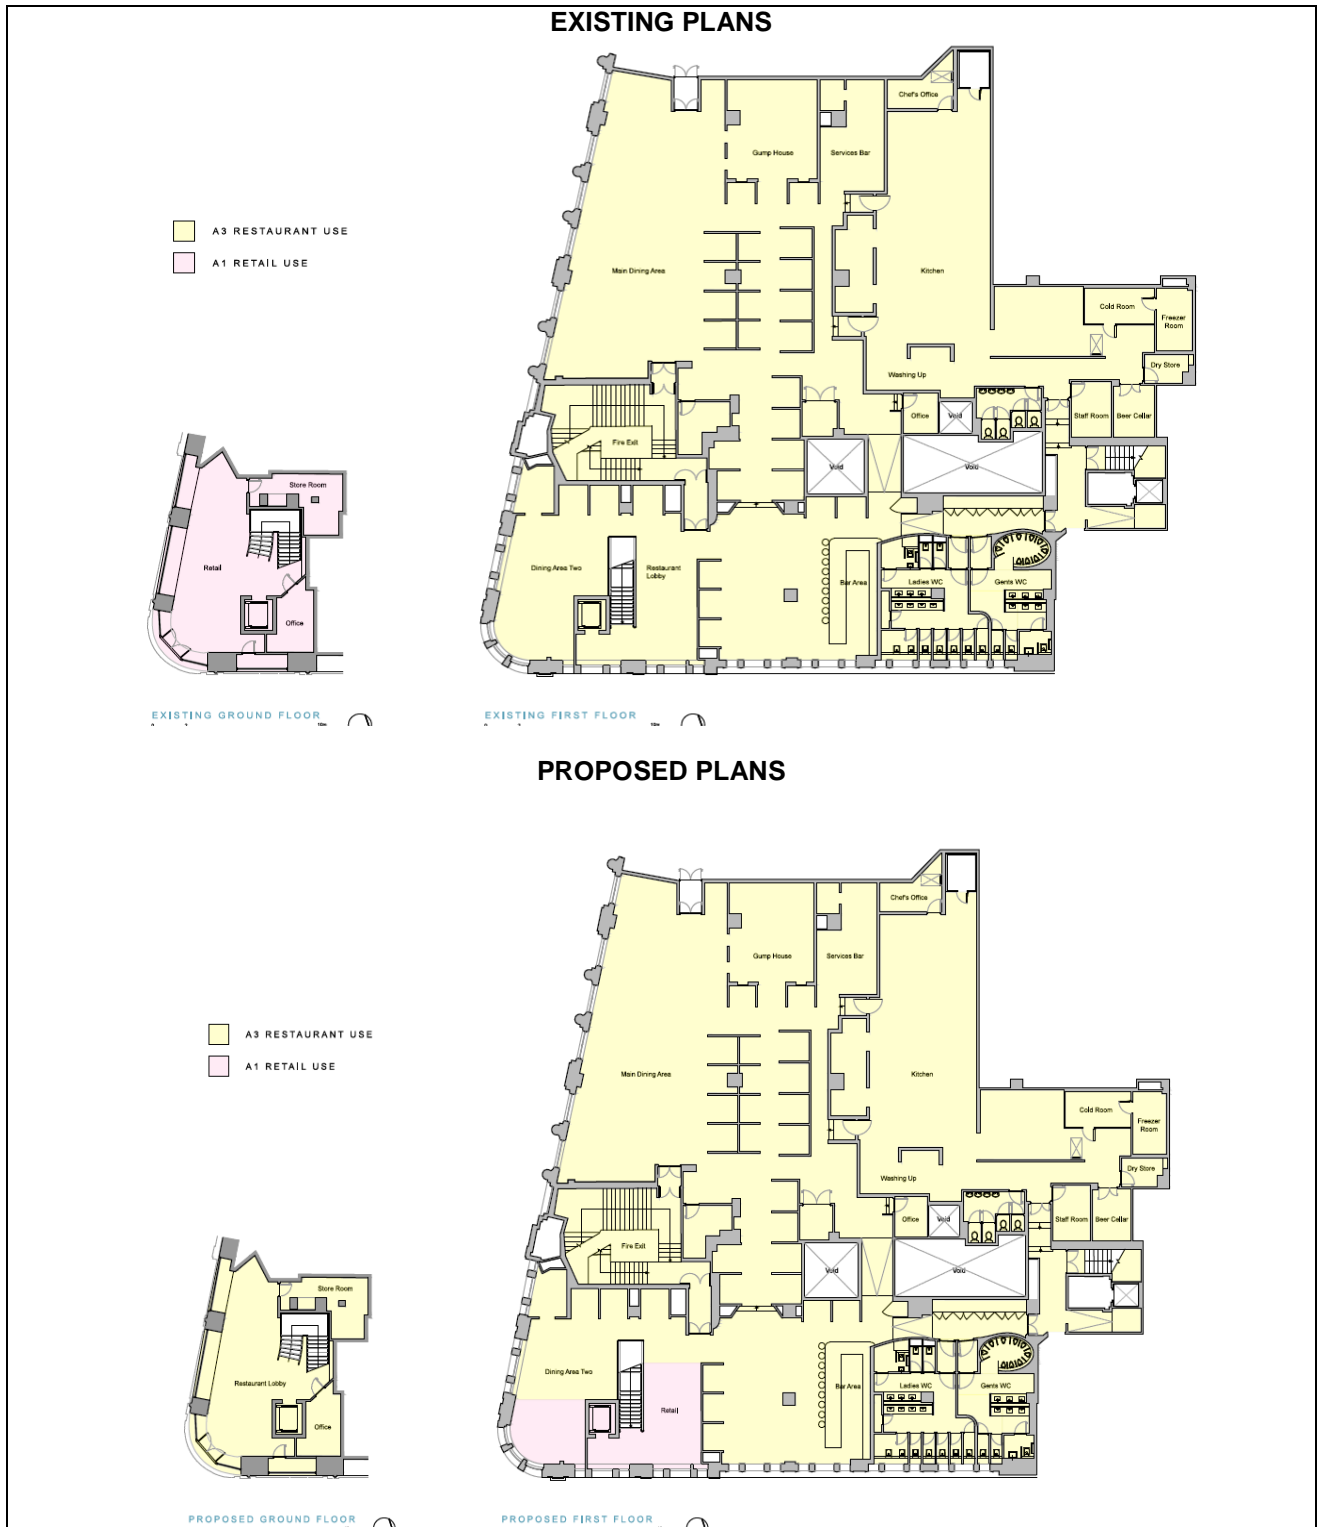 EXISTING PLANS
A3 RESTAURANT USE
A1 RETAIL USE
Chef's Office
Gump House
Services Bar
Main Dining Area
Kitchen
Cold Room
Freezer
Room
Dry Store
Washing Up
Office
Void
Staff Room
Beer Cellar
Fire Exit
Void
Void
Store Room
Retail
Office
Dining Area Two
Restaurant
Lobby
Bar Area
Ladies WC
Gents WC
EXISTING GROUND FLOOR
EXISTING FIRST FLOOR
PROPOSED PLANS
A3 RESTAURANT USE
A1 RETAIL USE
Chef's Office
Gump House
Services Bar
Main Dining Area
Kitchen
Cold Room
Freezer
Room
Dry Store
Washing Up
Office
Void
Staff Room
Beer Cellar
Fire Exit
Void
Void
Store Room
Restaurant Lobby
Office
Dining Area Two
Retail
Bar Area
Ladies WC
Gents WC
PROPOSED GROUND FLOOR
PROPOSED FIRST FLOOR